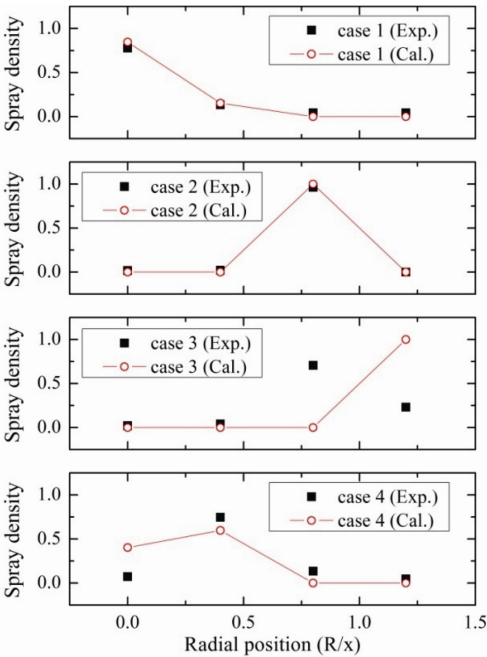 1.0
0.5
0.0
Spray density
case 1 (Exp.)
case 1 (Cal.)
1.0
0.5
0.0
Spray density
case 2 (Exp.)
case 2 (Cal.)
1.0
0.5
0.0
Spray density
case 3 (Exp.)
case 3 (Cal.)
1.0
0.5
0.0
Spray density
case 4 (Exp.)
case 4 (Cal.)
0.0 0.5 1.0 1.5
Radial position (R/x)